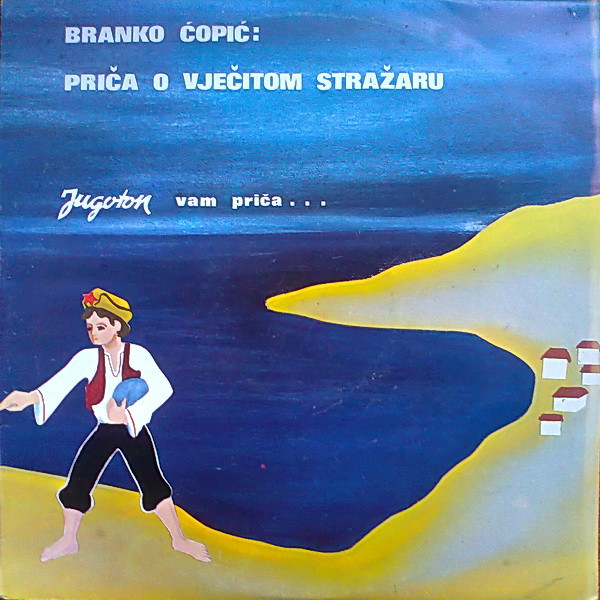 BRANKO ĆOPIĆ:
PRIČA O VJEČITOM STRAŽARU
Jugoton vam priča...